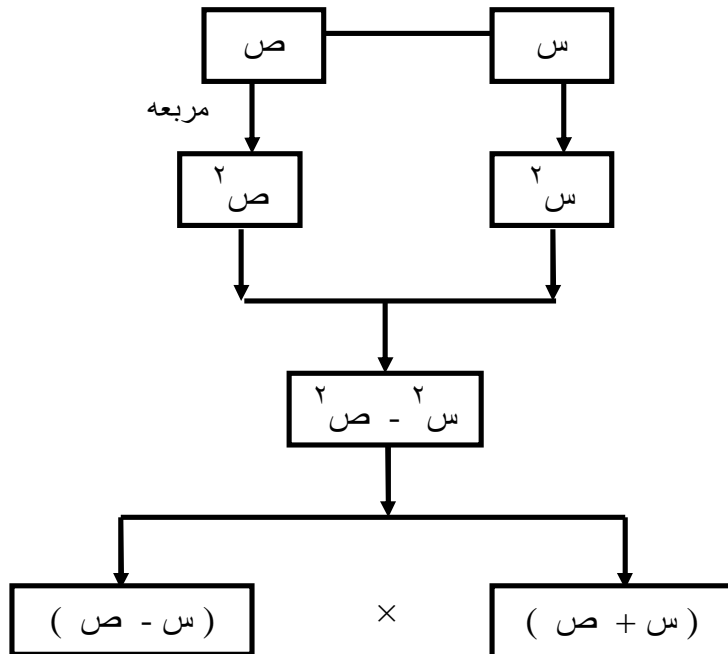 س ص
مربعه
س٢ ص٢
س٢ - ص٢
( س + ص ) × ( س - ص )